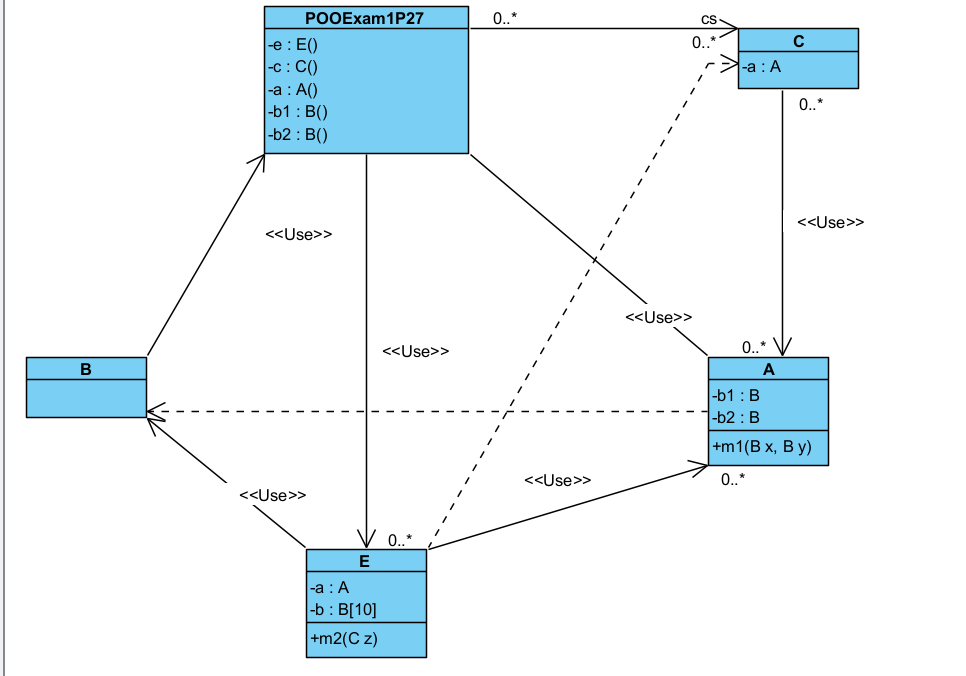 POOExam1P27
-e : E()
-c : C()
-a : A()
-b1 : B()
-b2 : B()
0..*
cs
0..*
C
-a : A
0..*
<<Use>>
<<Use>>
<<Use>>
<<Use>>
0..*
B
A
-b1 : B
-b2 : B
+m1(B x, B y)
0..*
<<Use>>
<<Use>>
0..*
E
-a : A
-b : B[10]
+m2(C z)